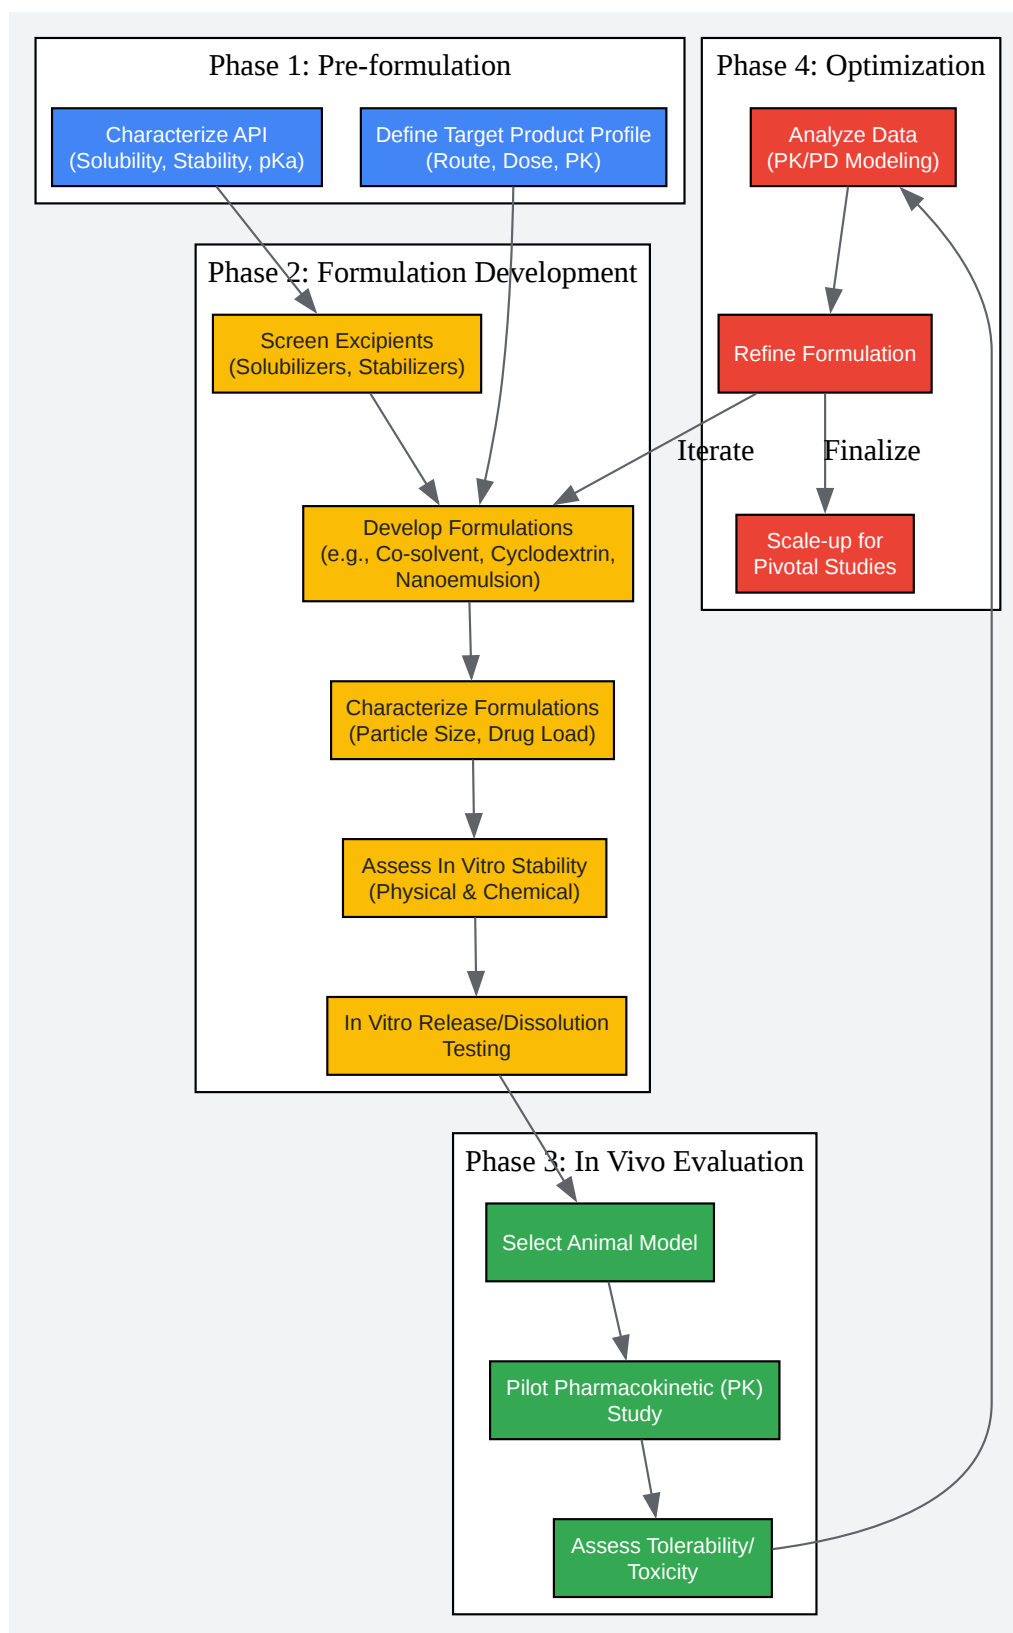 Phase 1: Pre-formulation
Characterize API
(Solubility, Stability, pKa)
Define Target Product Profile
(Route, Dose, PK)
Phase 2: Formulation Development
Screen Excipients
(Solubilizers, Stabilizers)
Develop Formulations
(e.g., Co-solvent, Cyclodextrin,
Nanoemulsion)
Characterize Formulations
(Particle Size, Drug Load)
Assess In Vitro Stability
(Physical & Chemical)
In Vitro Release/Dissolution
Testing
Phase 3: In Vivo Evaluation
Select Animal Model
Pilot Pharmacokinetic (PK)
Study
Assess Tolerability/
Toxicity
Phase 4: Optimization
Analyze Data
(PK/PD Modeling)
Refine Formulation
Iterate
Finalize
Scale-up for
Pivotal Studies